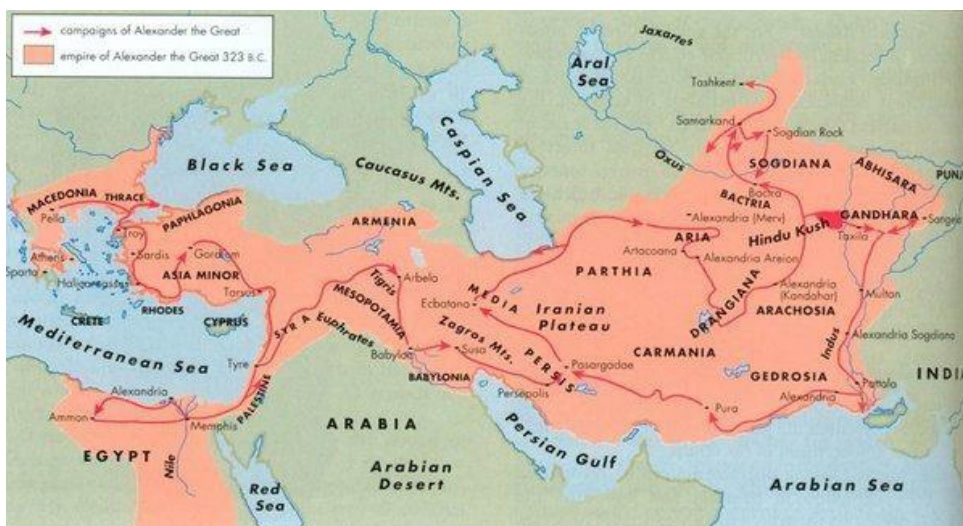 campaigns of Alexander the Great
empire of Alexander the Great 323 B.C.
Jaxartes
Aral
Sea
Tashkent
Samarkand
Sogdian Rock
Oxus
SOGDIANA
ABHISARA
Bactra
BACTRIA
Black Sea
Caucasus Mts.
Caspian Sea
MACEDONIA
THRACE
Pella
PAPHLAGONIA
ARMENIA
Troy
Alexandria (Merv)
Hindu Kush
GANDHARA
Taxila
ARIA
Artacoana
Alexandria Areion
Athens
Sardis
Gordium
Sparta
ASIA MINOR
Halicarnassus
Tarsus
Tigris
Arbela
PARTHIA
MEDIA
Ecbatana
Iranian
Plateau
DRANGIANA
Alexandria
(Kandahar)
ARACHOSIA
Multan
RHODES
CRETE
CYPRUS
MESOPOTAMIA
Mediterranean Sea
Euphrates
Zagros Mts.
Babylon
Susa
PERSIS
Pasargadae
CARMANIA
Indus
Alexandria Sogdiana
Tyre
BABYLONIA
Persepolis
GEDROSIA
Pattala
Alexandria
Alexandria
PALESTINE
Ammon
Memphis
ARABIA
Pura
EGYPT
Nile
Arabian
Desert
Persian Gulf
Red
Sea
Arabian Sea